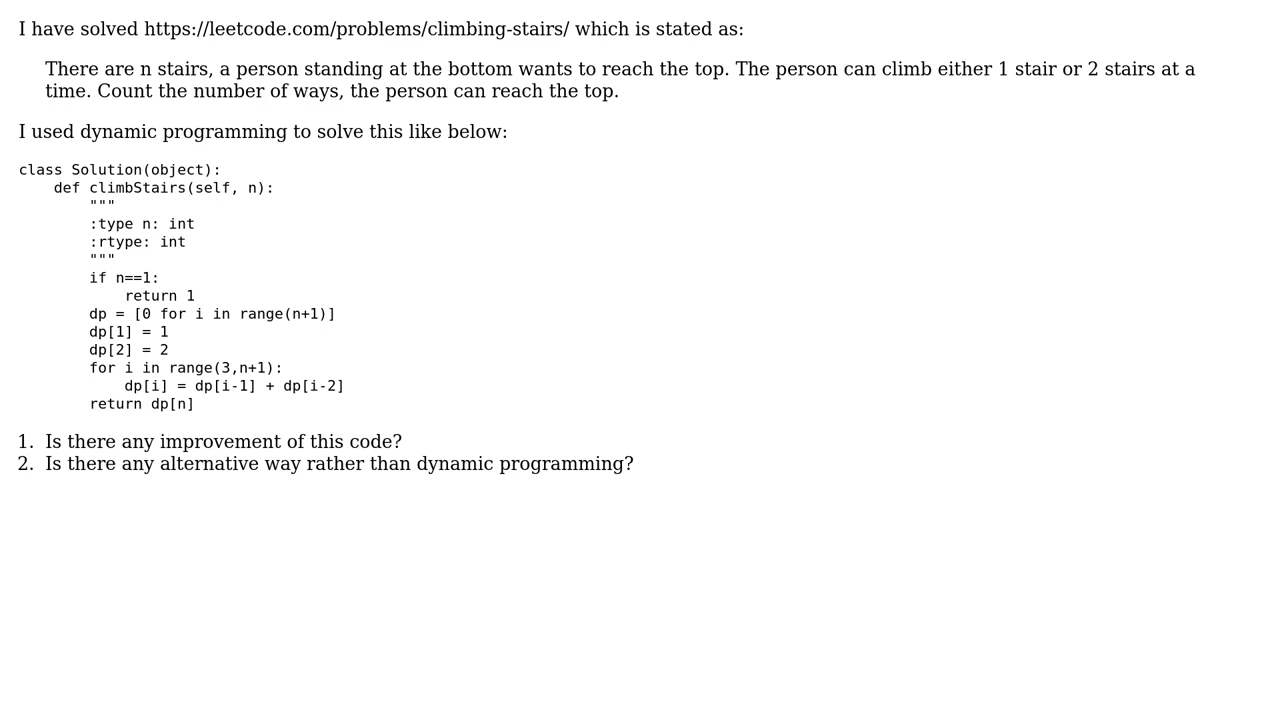 I have solved https://leetcode.com/problems/climbing-stairs/ which is stated as:
There are n stairs, a person standing at the bottom wants to reach the top. The person can climb either 1 stair or 2 stairs at a
time. Count the number of ways, the person can reach the top.
I used dynamic programming to solve this like below:
class Solution(object):
    def climbStairs(self, n):
        """
        :type n: int
        :rtype: int
        """
        if n==1:
            return 1
        dp = [0 for i in range(n+1)]
        dp[1] = 1
        dp[2] = 2
        for i in range(3,n+1):
            dp[i] = dp[i-1] + dp[i-2]
        return dp[n]
1. Is there any improvement of this code?
2. Is there any alternative way rather than dynamic programming?